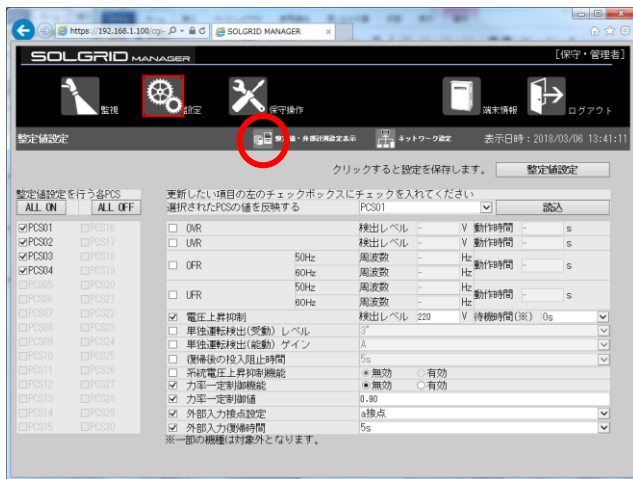 https://192.168.1.100/cgi-
SOLGRID MANAGER
SOLGRID MANAGER
[保守・管理者]
監視
設定
保守操作
端末情報
ログアウト
整定値設定
整定値・外部計測設定表示
ネットワーク設定
表示日時:2018/03/06 13:41:11
クリックすると設定を保存します。
整定値設定
整定値設定を行う各PCS
更新したい項目の左のチェックボックスにチェックを入れてください
ALL ON ALL OFF
選択されたPCSの値を反映する PCS01 読込
PCS01 PCS16
PCS02 PCS17
PCS03 PCS18
PCS04 PCS19
PCS05 PCS20
PCS06 PCS21
PCS07 PCS22
PCS08 PCS23
PCS09 PCS24
PCS10 PCS25
PCS11 PCS26
PCS12 PCS27
PCS13 PCS28
PCS14 PCS29
PCS15 PCS30
OVR 検出レベル - V 動作時間 - s
UVR 検出レベル - V 動作時間 - s
OFR 50Hz 周波数 - Hz 動作時間 - s
60Hz 周波数 - Hz
UFR 50Hz 周波数 - Hz 動作時間 - s
60Hz 周波数 - Hz
電圧上昇抑制 検出レベル 220 V 待機時間(※) 0s
単独運転検出(受動) レベル 3°
単独運転検出(能動) ゲイン A
復帰後の投入阻止時間 5s
系統電圧上昇抑制機能 無効 有効
力率一定制御機能 無効 有効
力率一定制御値 0.90
外部入力接点設定 a接点
外部入力復帰時間 5s
※一部の機種は対象外となります。